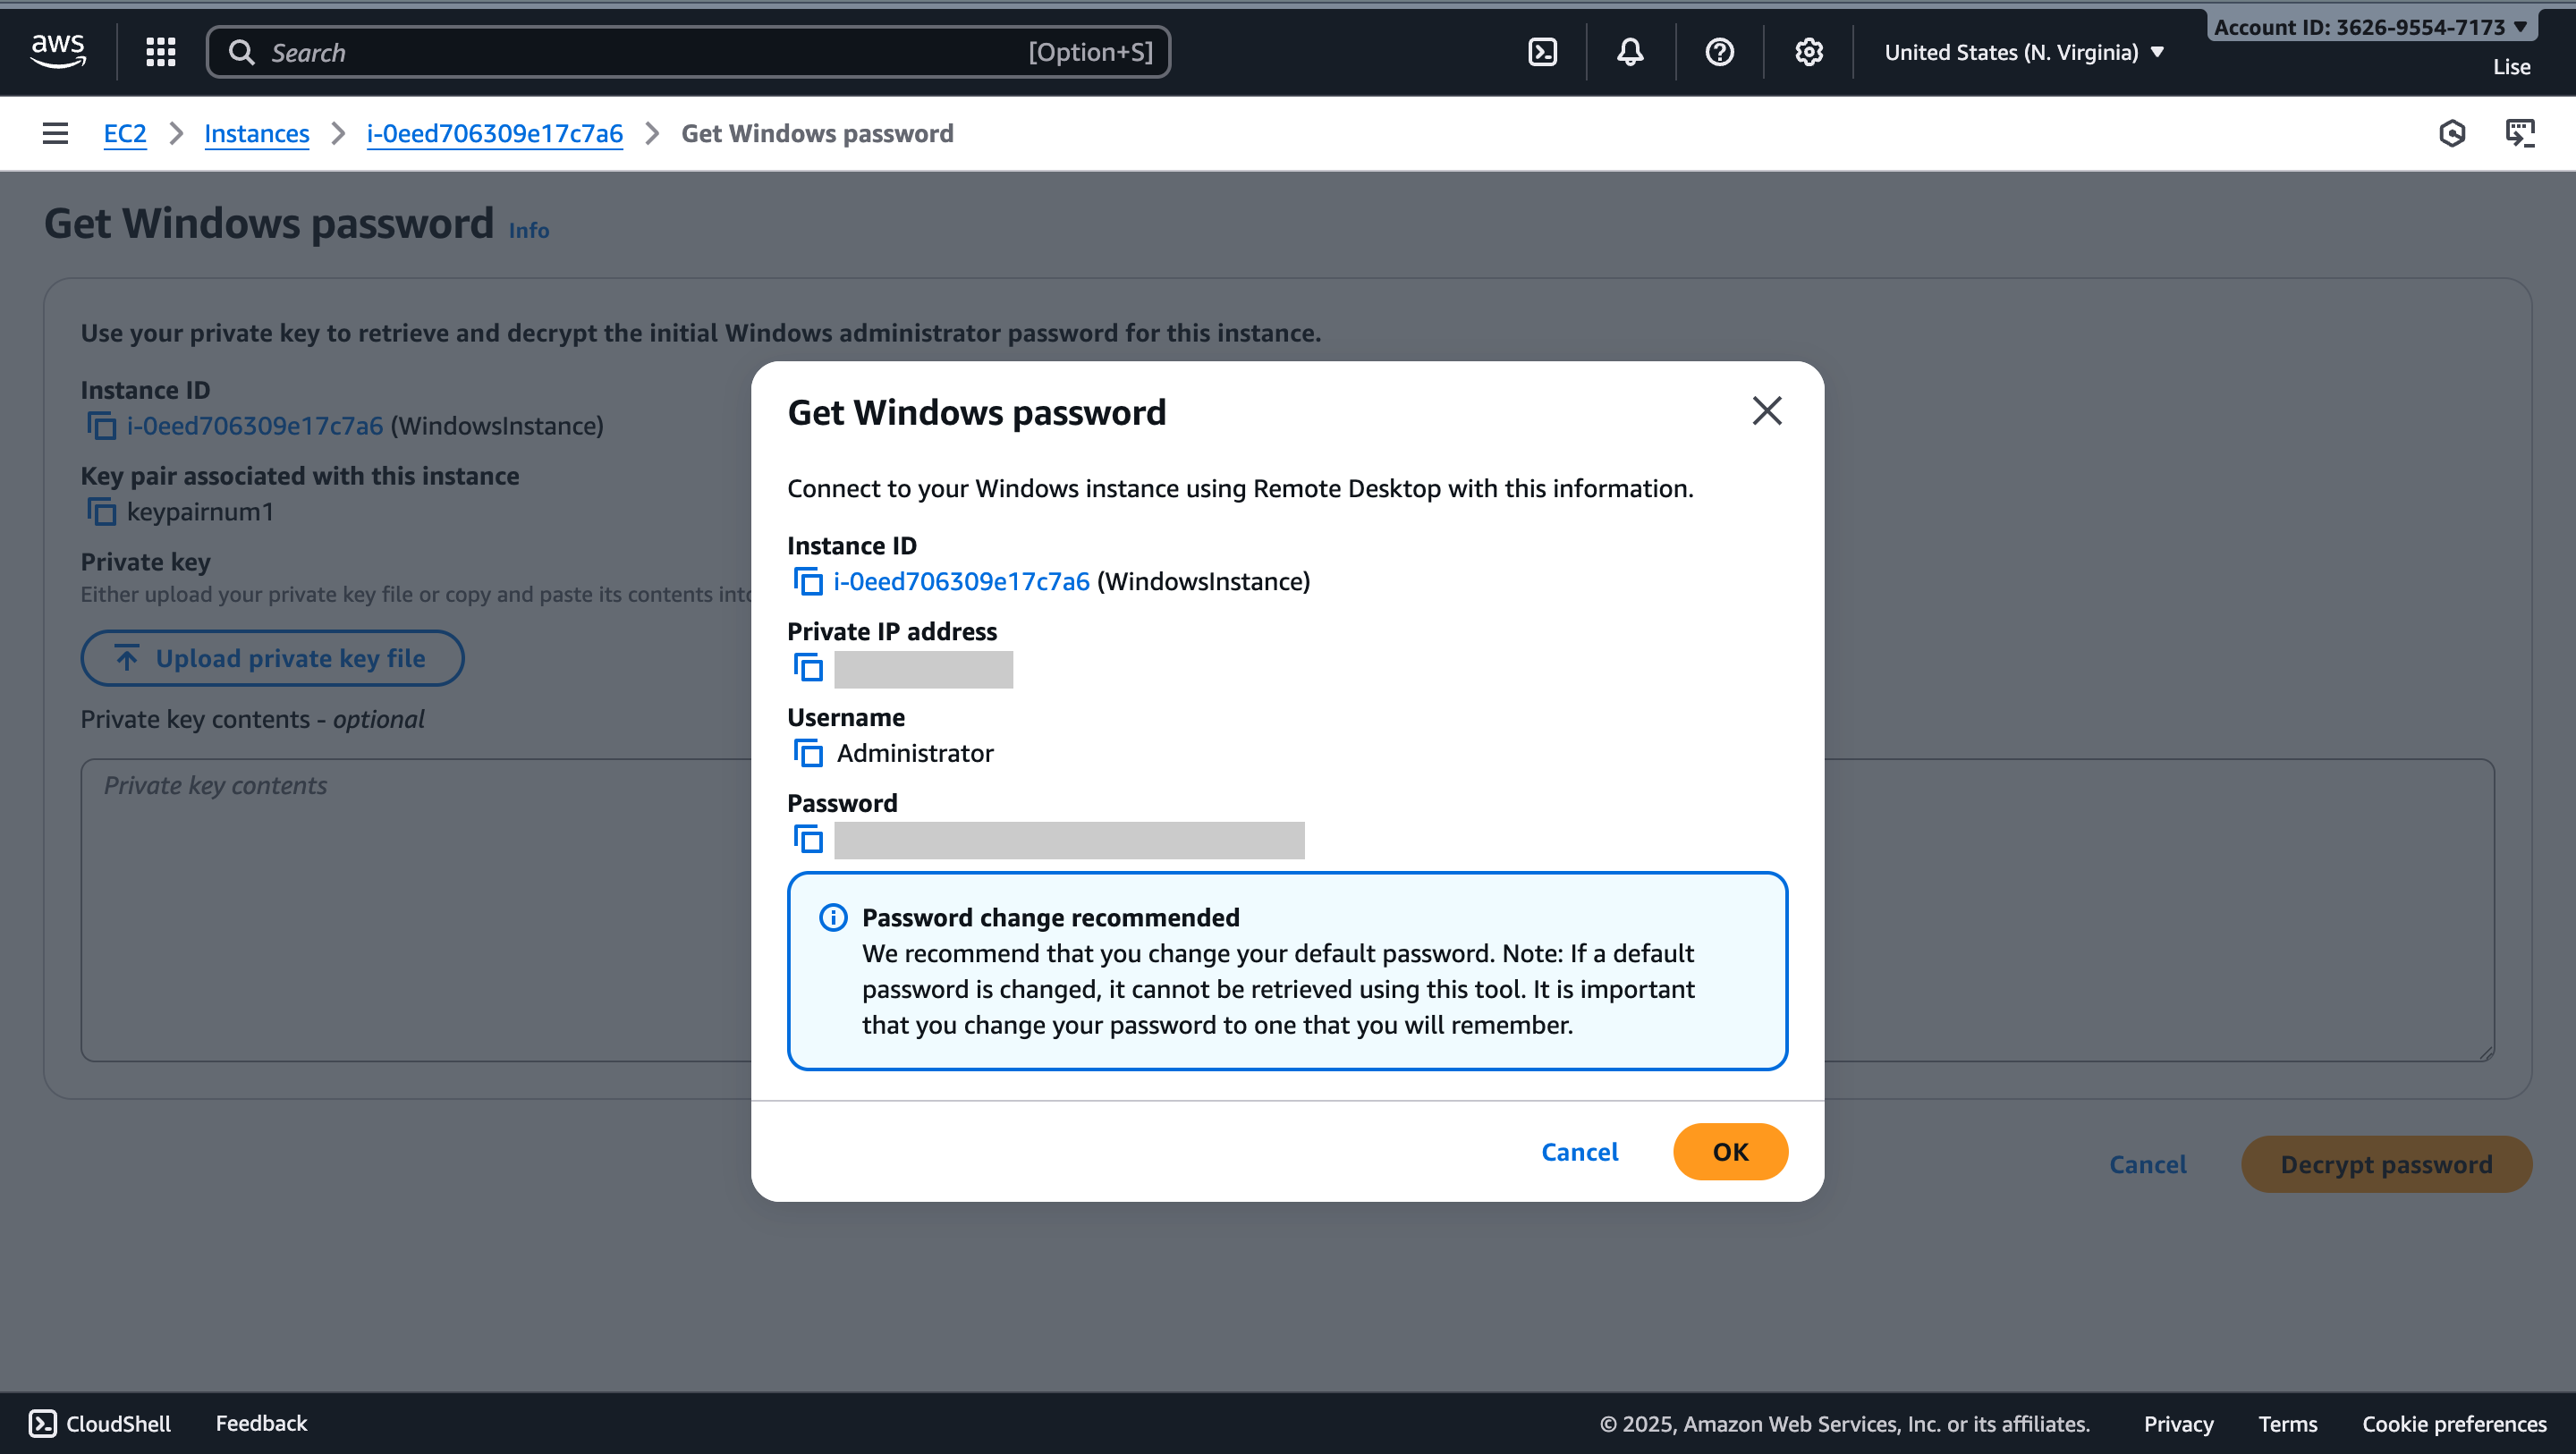 aws
Search
[Option+S]
United States (N. Virginia)
Account ID: 3626-9554-7173
Lise
EC2
Instances
i-0eed706309e17c7a6
Get Windows password
Get Windows password
Info
Use your private key to retrieve and decrypt the initial Windows administrator password for this instance.
Instance ID
i-0eed706309e17c7a6 (WindowsInstance)
Key pair associated with this instance
keypairnum1
Private key
Either upload your private key file or copy and paste its contents into
Upload private key file
Private key contents - optional
Private key contents
Get Windows password
Connect to your Windows instance using Remote Desktop with this information.
Instance ID
i-0eed706309e17c7a6 (WindowsInstance)
Private IP address
Username
Administrator
Password
Password change recommended
We recommend that you change your default password. Note: If a default
password is changed, it cannot be retrieved using this tool. It is important
that you change your password to one that you will remember.
Cancel
OK
Cancel
Decrypt password
CloudShell
Feedback
© 2025, Amazon Web Services, Inc. or its affiliates.
Privacy
Terms
Cookie preferences